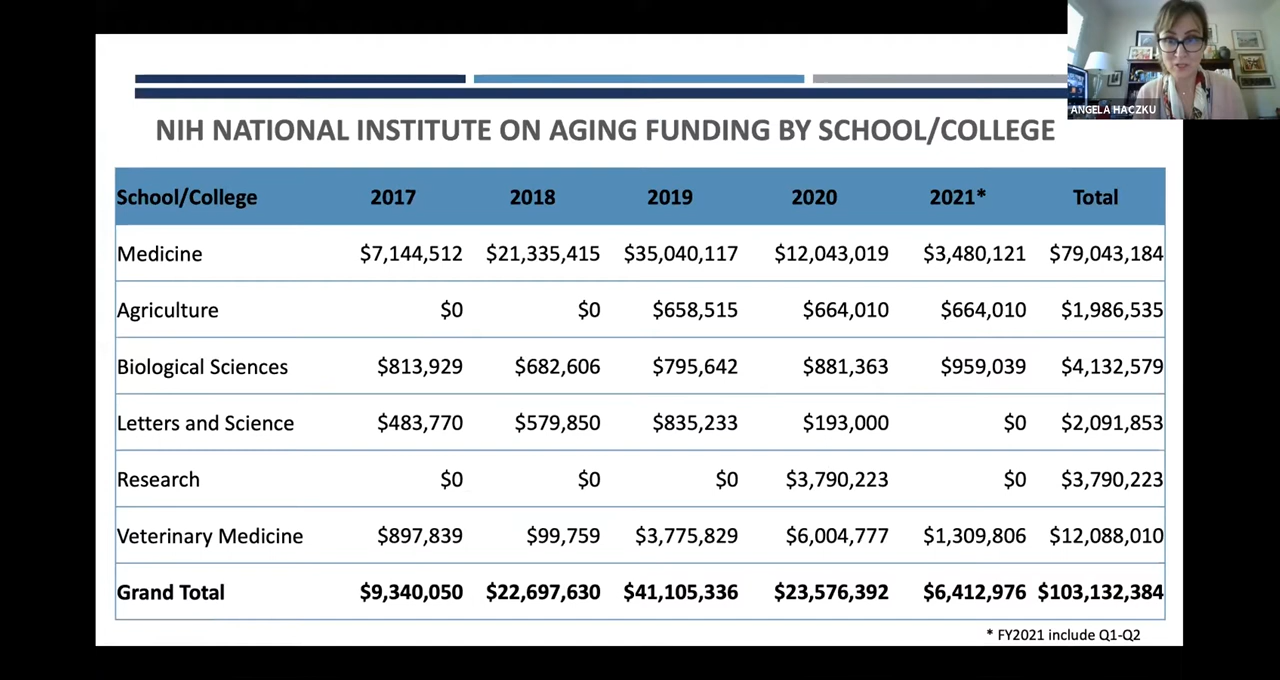 ANGELA HACZKU
NIH NATIONAL INSTITUTE ON AGING FUNDING BY SCHOOL/COLLEGE
School/College 2017 2018 2019 2020 2021* Total
Medicine $7,144,512 $21,335,415 $35,040,117 $12,043,019 $3,480,121 $79,043,184
Agriculture $0 $0 $658,515 $664,010 $664,010 $1,986,535
Biological Sciences $813,929 $682,606 $795,642 $881,363 $959,039 $4,132,579
Letters and Science $483,770 $579,850 $835,233 $193,000 $0 $2,091,853
Research $0 $0 $0 $3,790,223 $0 $3,790,223
Veterinary Medicine $897,839 $99,759 $3,775,829 $6,004,777 $1,309,806 $12,088,010
Grand Total $9,340,050 $22,697,630 $41,105,336 $23,576,392 $6,412,976 $103,132,384
* FY2021 include Q1-Q2